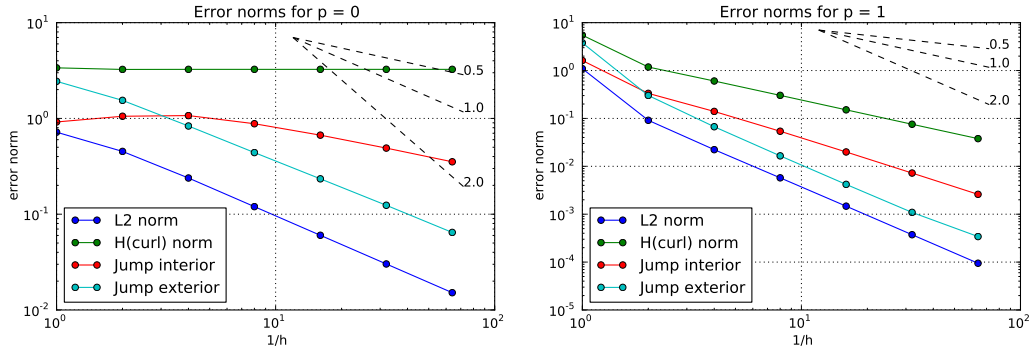 Error norms for p = 0
10^1
10^0
10^-1
10^-2
error norm
0.5
1.0
2.0
L2 norm
H(curl) norm
Jump interior
Jump exterior
10^0
10^1
10^2
1/h
Error norms for p = 1
10^1
10^0
10^-1
10^-2
10^-3
10^-4
10^-5
error norm
0.5
1.0
2.0
L2 norm
H(curl) norm
Jump interior
Jump exterior
10^0
10^1
10^2
1/h